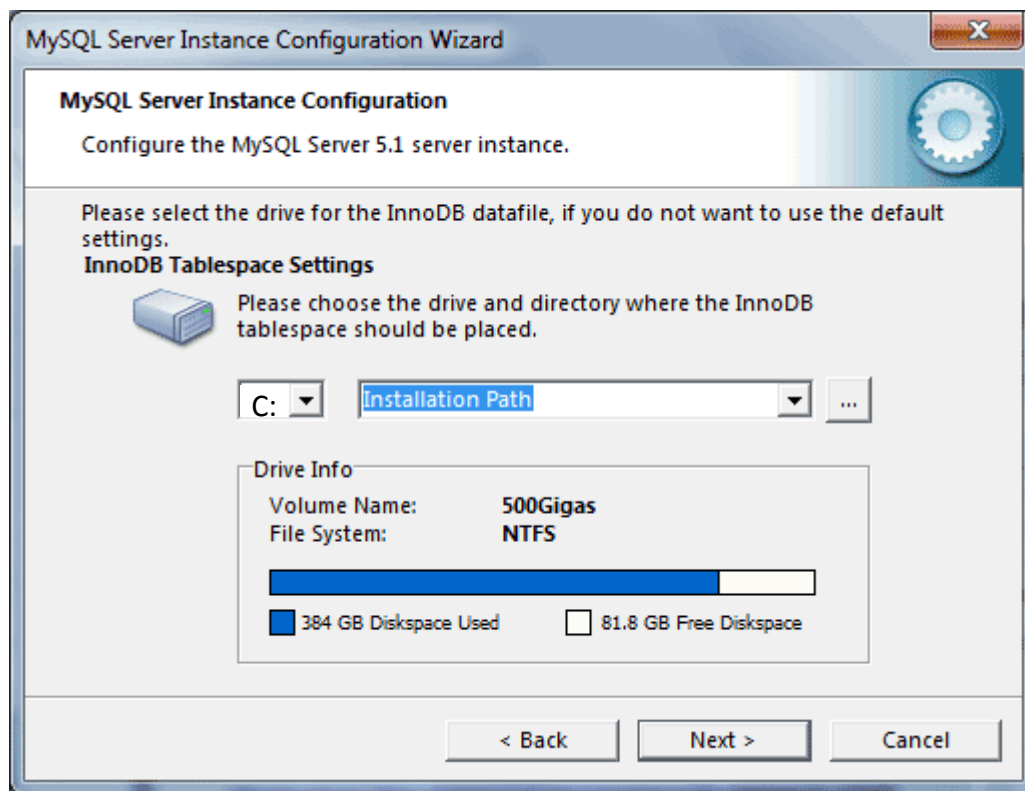 MySQL Server Instance Configuration Wizard
MySQL Server Instance Configuration
Configure the MySQL Server 5.1 server instance.
Please select the drive for the InnoDB datafile, if you do not want to use the default
settings.
InnoDB Tablespace Settings
Please choose the drive and directory where the InnoDB
tablespace should be placed.
C: Installation Path ...
Drive Info
Volume Name: 500Gigas
File System: NTFS
384 GB Diskspace Used 81.8 GB Free Diskspace
< Back Next > Cancel